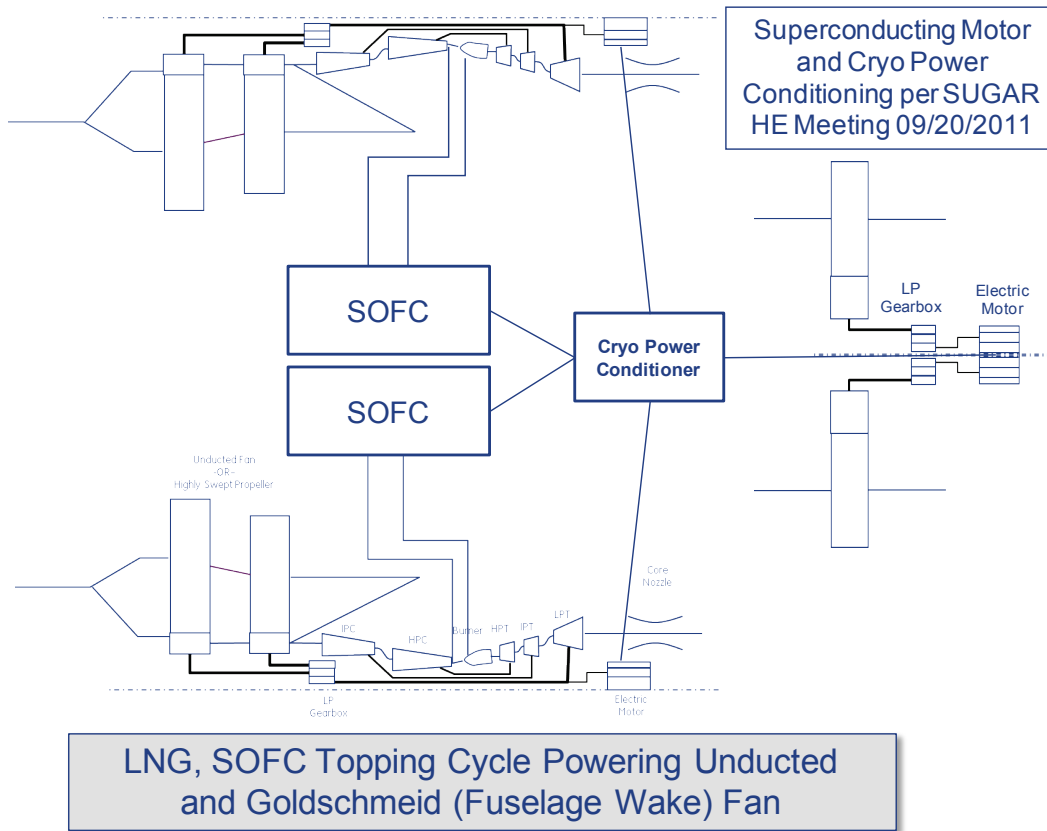 Superconducting Motor
and Cryo Power
Conditioning per SUGAR
HE Meeting 09/20/2011
SOFC
SOFC
Cryo Power
Conditioner
LP
Gearbox
Electric
Motor
Unducted Fan
-OR-
Highly Swept Propeller
IPC
HPC
Burner
HPT
IPT
LPT
Core
Nozzle
LP
Gearbox
Electric
Motor
LNG, SOFC Topping Cycle Powering Unducted
and Goldschmeid (Fuselage Wake) Fan